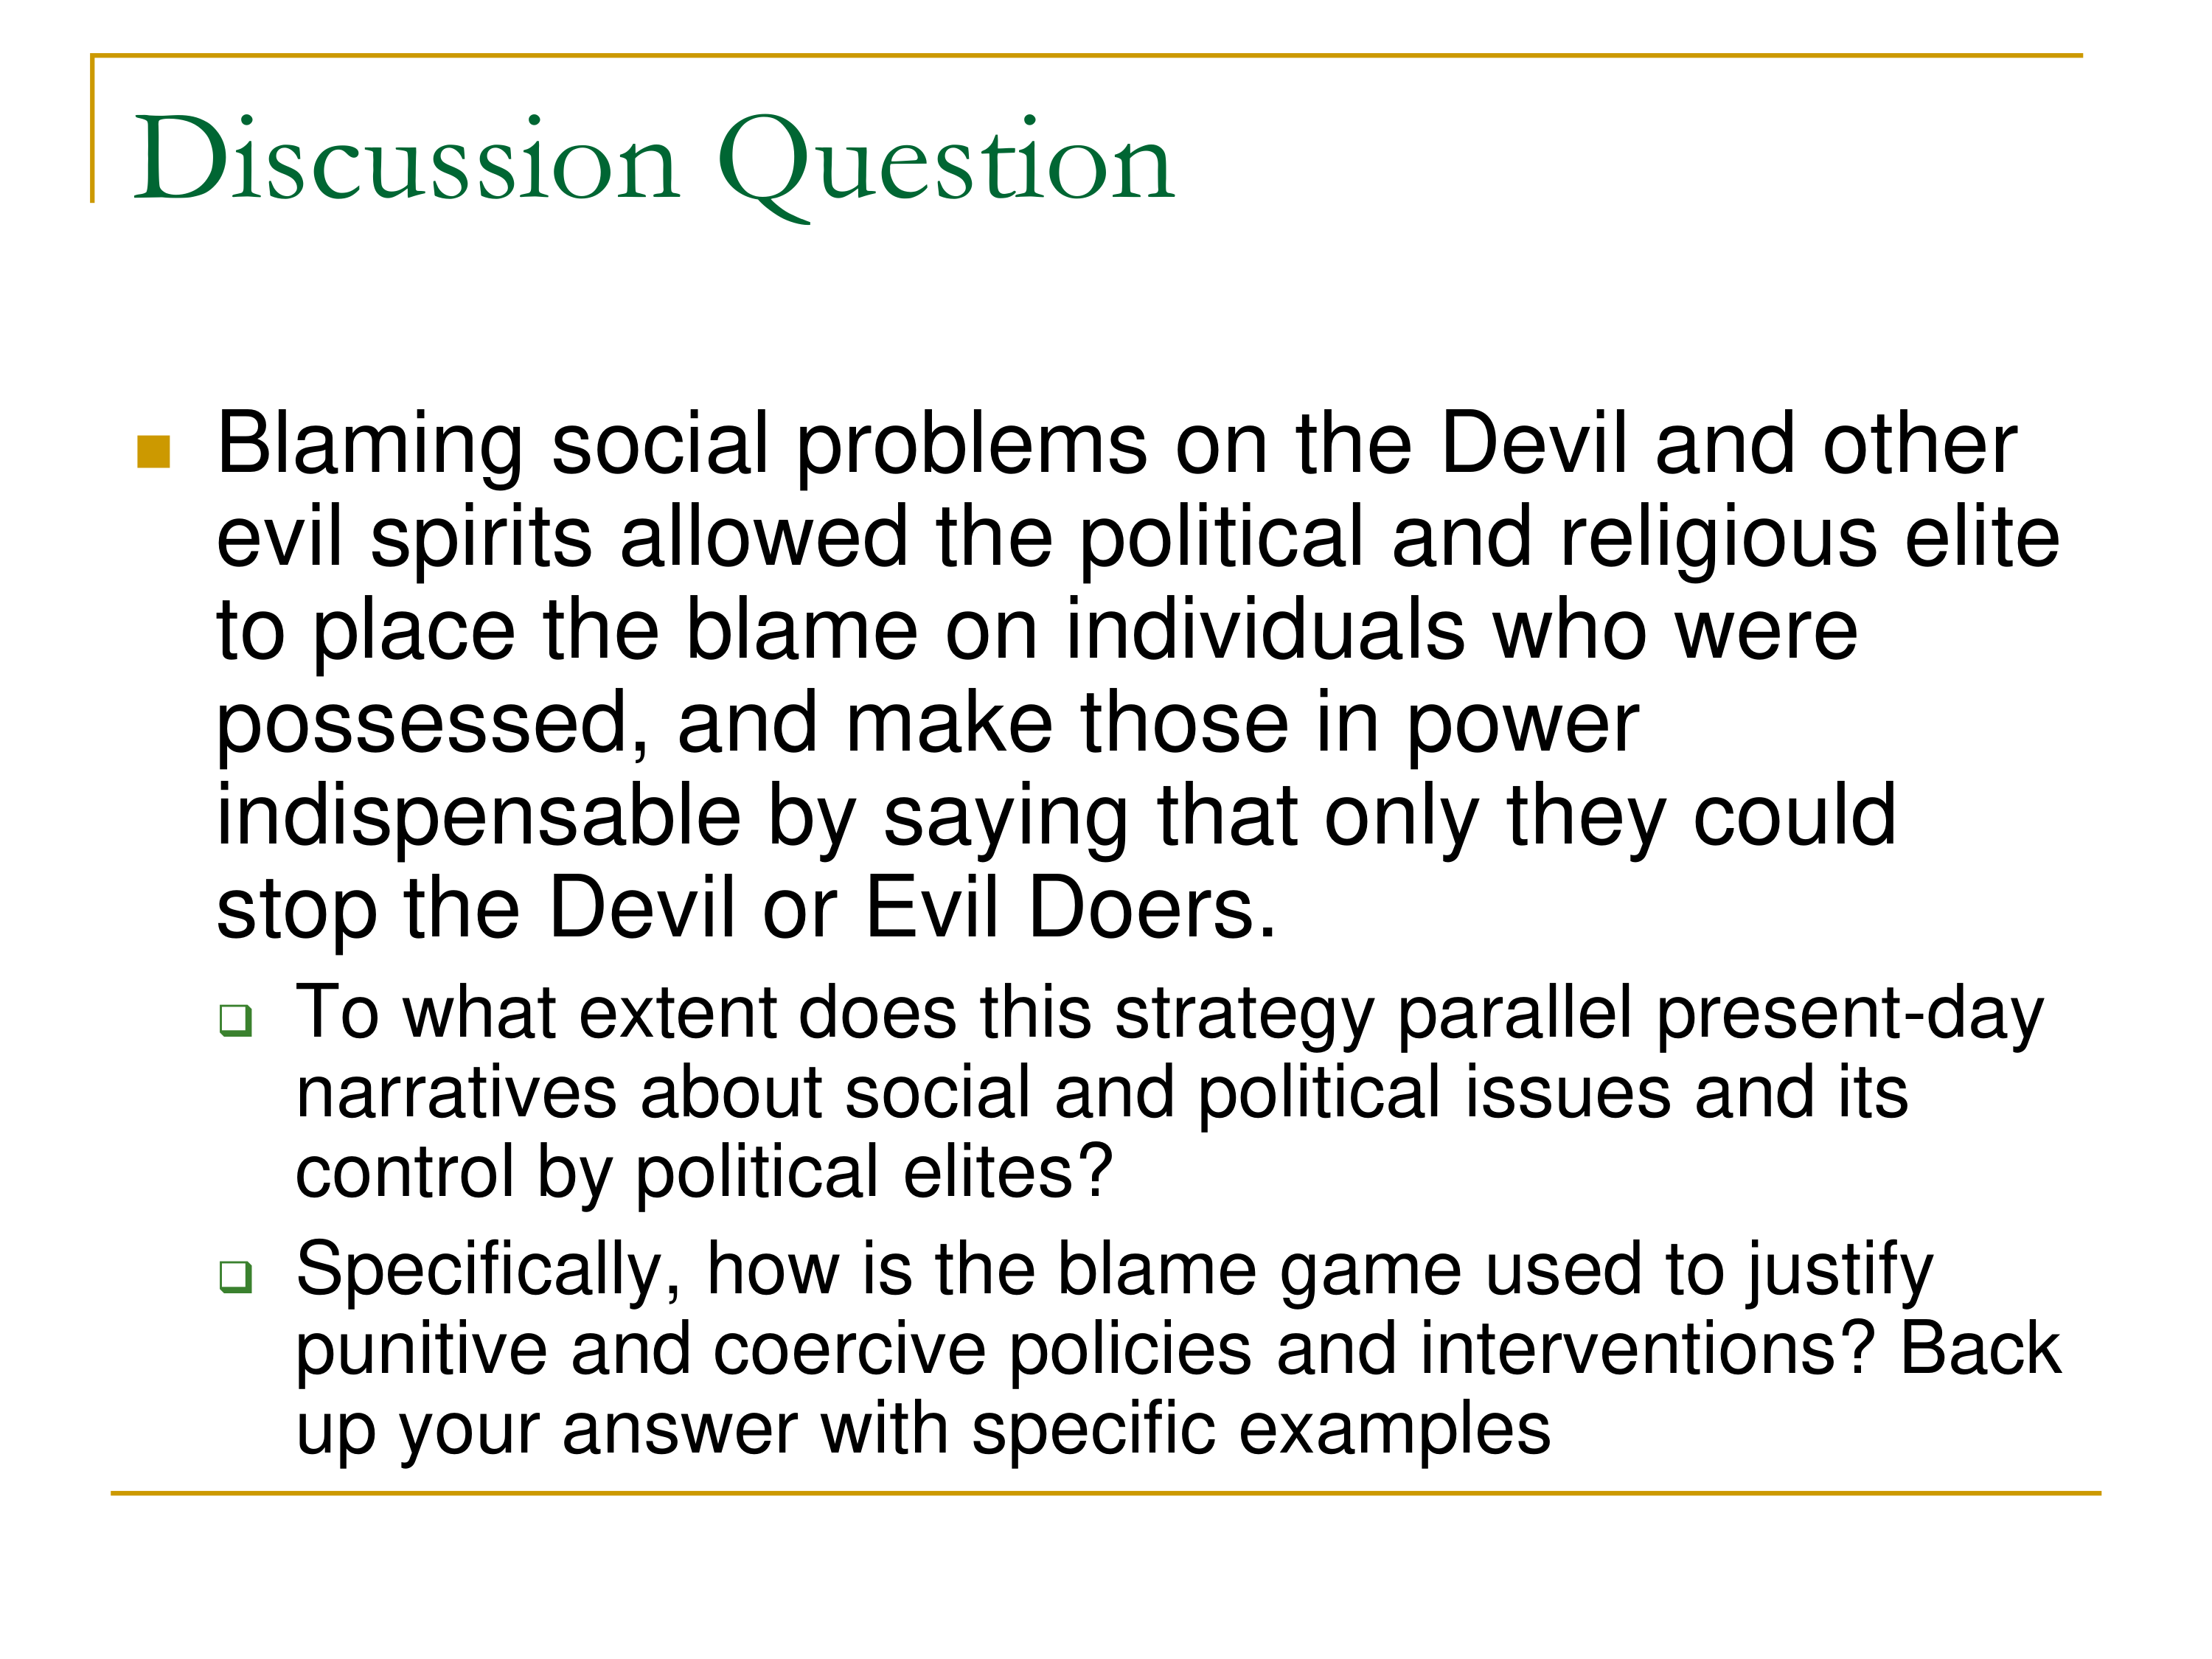 Discussion Question
Blaming social problems on the Devil and other
evil spirits allowed the political and religious elite
to place the blame on individuals who were
possessed, and make those in power
indispensable by saying that only they could
stop the Devil or Evil Doers.
To what extent does this strategy parallel present-day
narratives about social and political issues and its
control by political elites?
Specifically, how is the blame game used to justify
punitive and coercive policies and interventions? Back
up your answer with specific examples